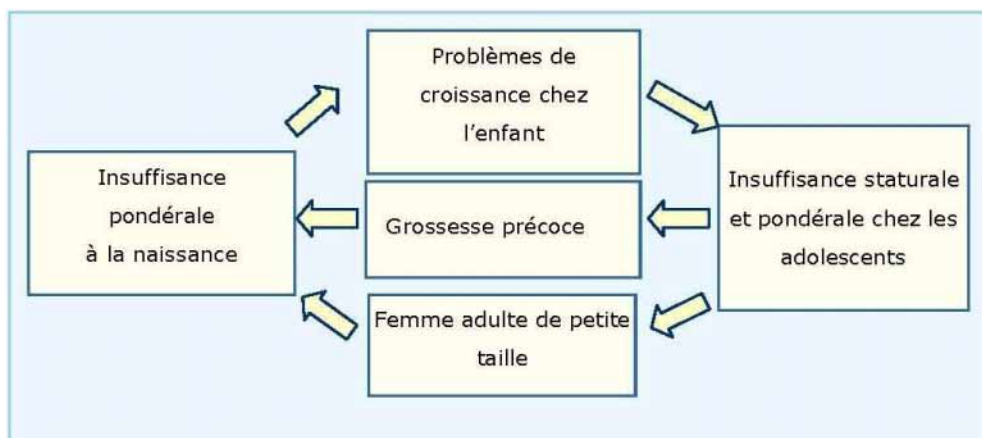 Problèmes de
croissance chez
l'enfant
Insuffisance
pondérale
à la naissance
Grossesse précoce
Insuffisance staturale
et pondérale chez les
adolescents
Femme adulte de petite
taille